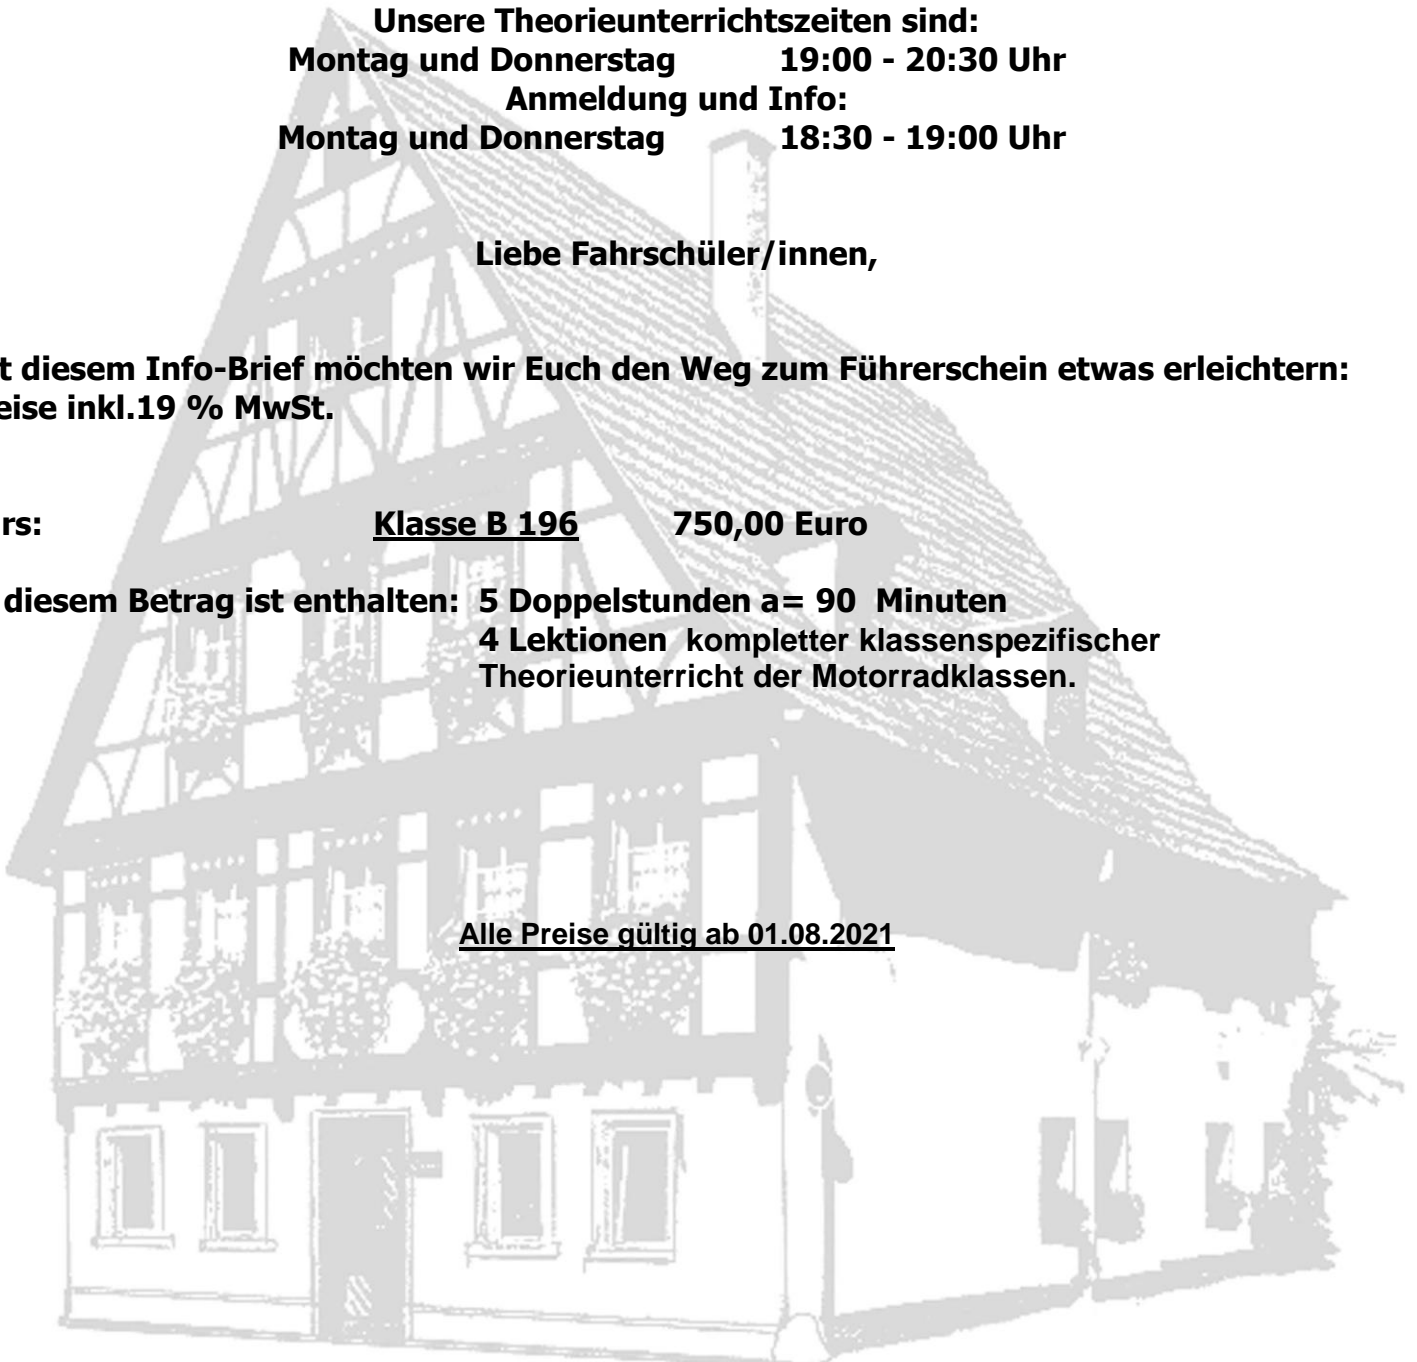 Unsere Theorieunterrichtszeiten sind:
Montag und Donnerstag 19:00 - 20:30 Uhr
Anmeldung und Info:
Montag und Donnerstag 18:30 - 19:00 Uhr
Liebe Fahrschüler/innen,
t diesem Info-Brief möchten wir Euch den Weg zum Führerschein etwas erleichtern:
eise inkl.19 % MwSt.
rs: Klasse B 196 750,00 Euro
diesem Betrag ist enthalten: 5 Doppelstunden a= 90 Minuten
4 Lektionen kompletter klassenspezifischer
Theorieunterricht der Motorradklassen.
Alle Preise gültig ab 01.08.2021